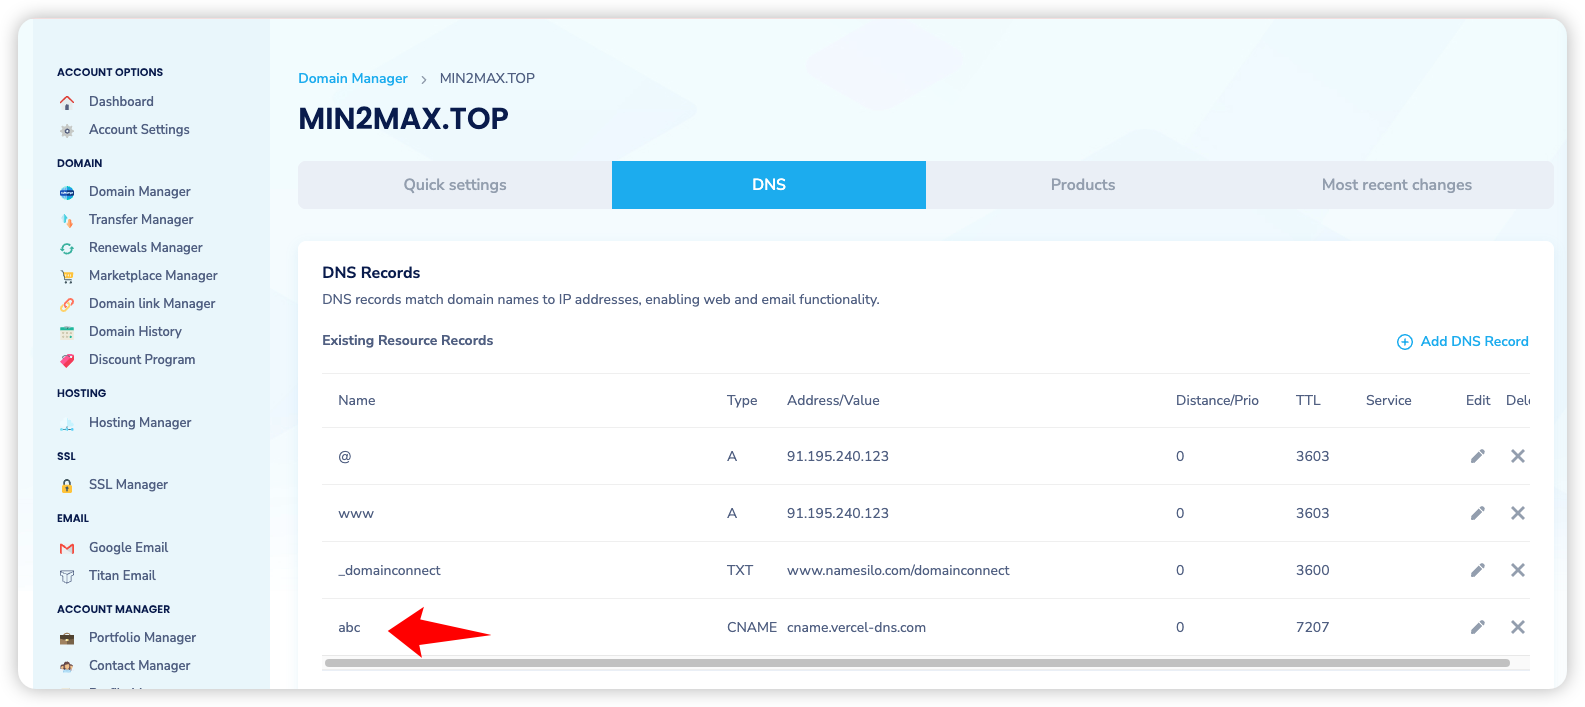 ACCOUNT OPTIONS
Dashboard
Account Settings
DOMAIN
Domain Manager
Transfer Manager
Renewals Manager
Marketplace Manager
Domain link Manager
Domain History
Discount Program
HOSTING
Hosting Manager
SSL
SSL Manager
EMAIL
Google Email
Titan Email
ACCOUNT MANAGER
Portfolio Manager
Contact Manager
Domain Manager > MIN2MAX.TOP
MIN2MAX.TOP
Quick settings DNS Products Most recent changes
DNS Records
DNS records match domain names to IP addresses, enabling web and email functionality.
Existing Resource Records Add DNS Record
Name Type Address/Value Distance/Prio TTL Service Edit Dele
@ A 91.195.240.123 0 3603
www A 91.195.240.123 0 3603
_domainconnect TXT www.namesilo.com/domainconnect 0 3600
abc CNAME cname.vercel-dns.com 0 7207